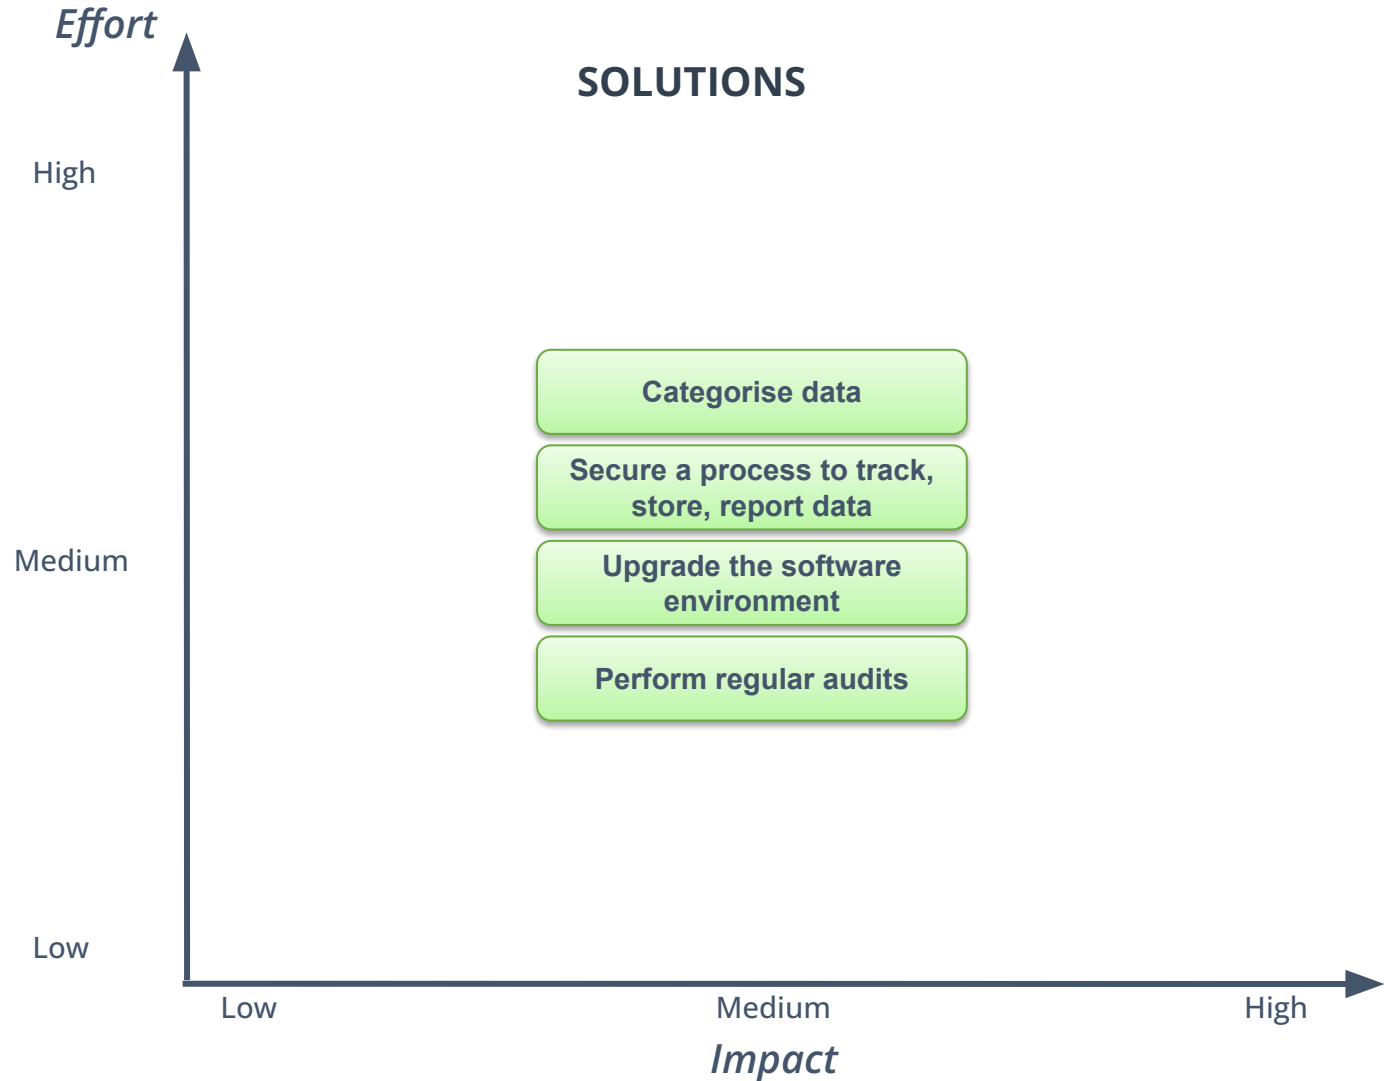 Effort
SOLUTIONS
High
Categorise data
Secure a process to track,
store, report data
Medium
Upgrade the software
environment
Perform regular audits
Low
Low
Medium
High
Impact